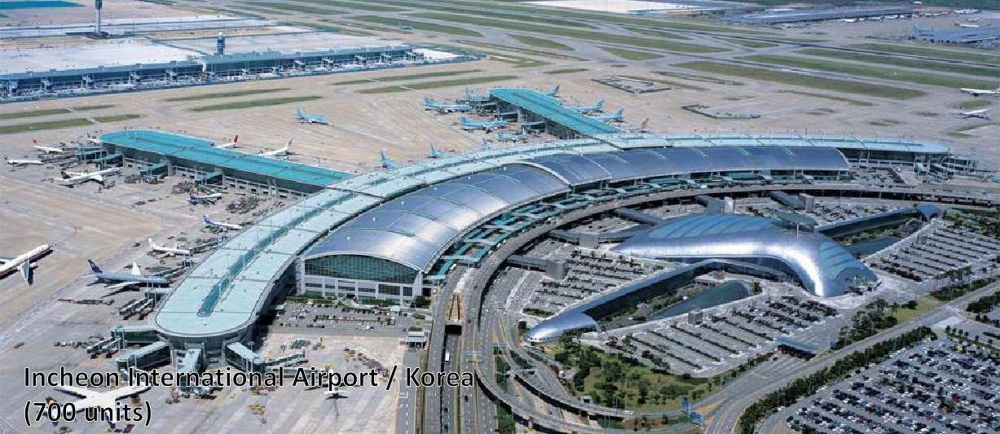 Incheon International Airport / Korea
(700 units)